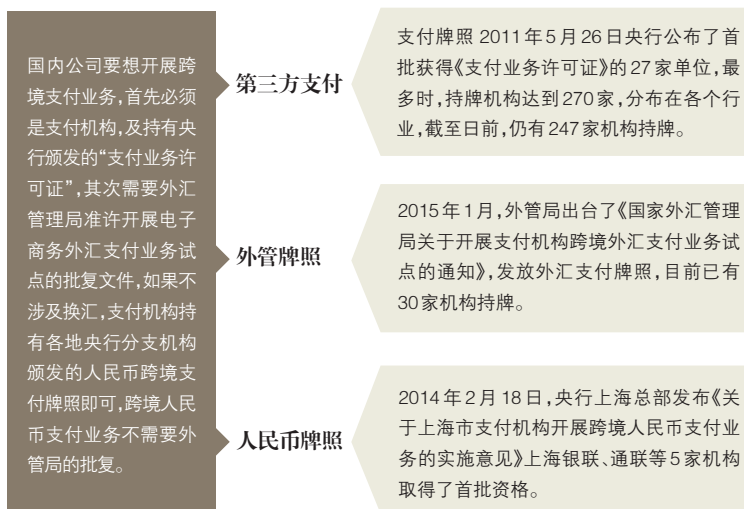 国内公司要想开展跨
境支付业务,首先必须
是支付机构,及持有央
行颁发的“支付业务许
可证”,其次需要外汇
管理局准许开展电子
商务外汇支付业务试
点的批复文件,如果不
涉及换汇,支付机构持
有各地央行分支机构
颁发的人民币跨境支
付牌照即可,跨境人民
币支付业务不需要外
管局的批复。
第三方支付
支付牌照 2011年5月26日央行公布了首
批获得《支付业务许可证》的27家单位,最
多时,持牌机构达到270家,分布在各个行
业,截至日前,仍有247家机构持牌。
外管牌照
2015年1月,外管局出台了《国家外汇管理
局关于开展支付机构跨境外汇支付业务试
点的通知》,发放外汇支付牌照,目前已有
30家机构持牌。
人民币牌照
2014年2月18日,央行上海总部发布《关
于上海市支付机构开展跨境人民币支付业
务的实施意见》上海银联、通联等5家机构
取得了首批资格。